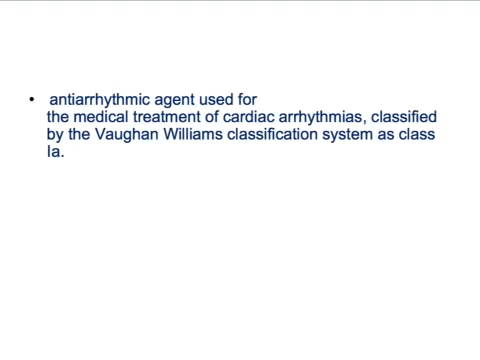 • antiarrhythmic agent used for
the medical treatment of cardiac arrhythmias, classified
by the Vaughan Williams classification system as class
Ia.